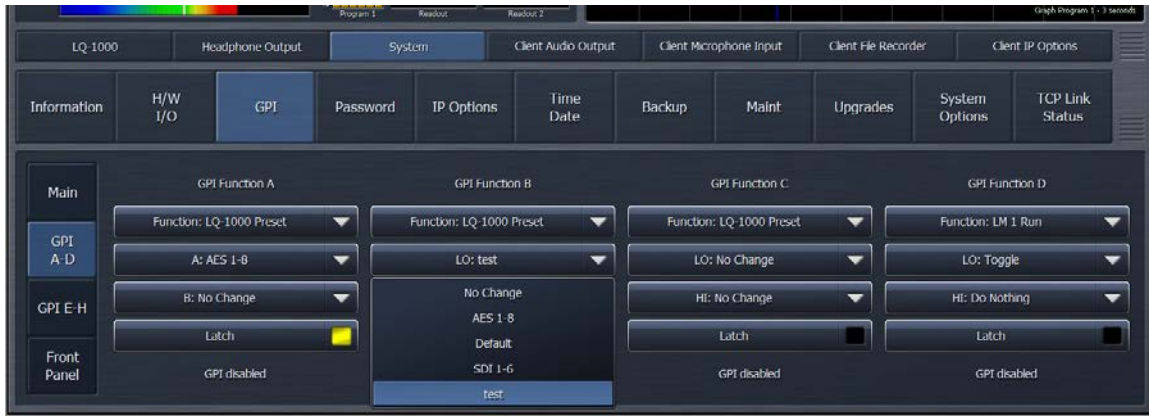 Program 1 Readout Readout 2 Graph Program 1 - 3 seconds
LQ-1000 Headphone Output System Client Audio Output Client Microphone Input Client File Recorder Client IP Options
Information H/W I/O GPI Password IP Options Time Date Backup Maint Upgrades System Options TCP Link Status
Main
GPI A-D
GPI E-H
Front Panel
GPI Function A
Function: LQ-1000 Preset
A: AES 1-8
B: No Change
Latch
GPI disabled
GPI Function B
Function: LQ-1000 Preset
LO: test
No Change
AES 1-8
Default
SDI 1-6
test
GPI Function C
Function: LQ-1000 Preset
LO: No Change
HI: No Change
Latch
GPI disabled
GPI Function D
Function: LM 1 Run
LO: Toggle
HI: Do Nothing
Latch
GPI disabled